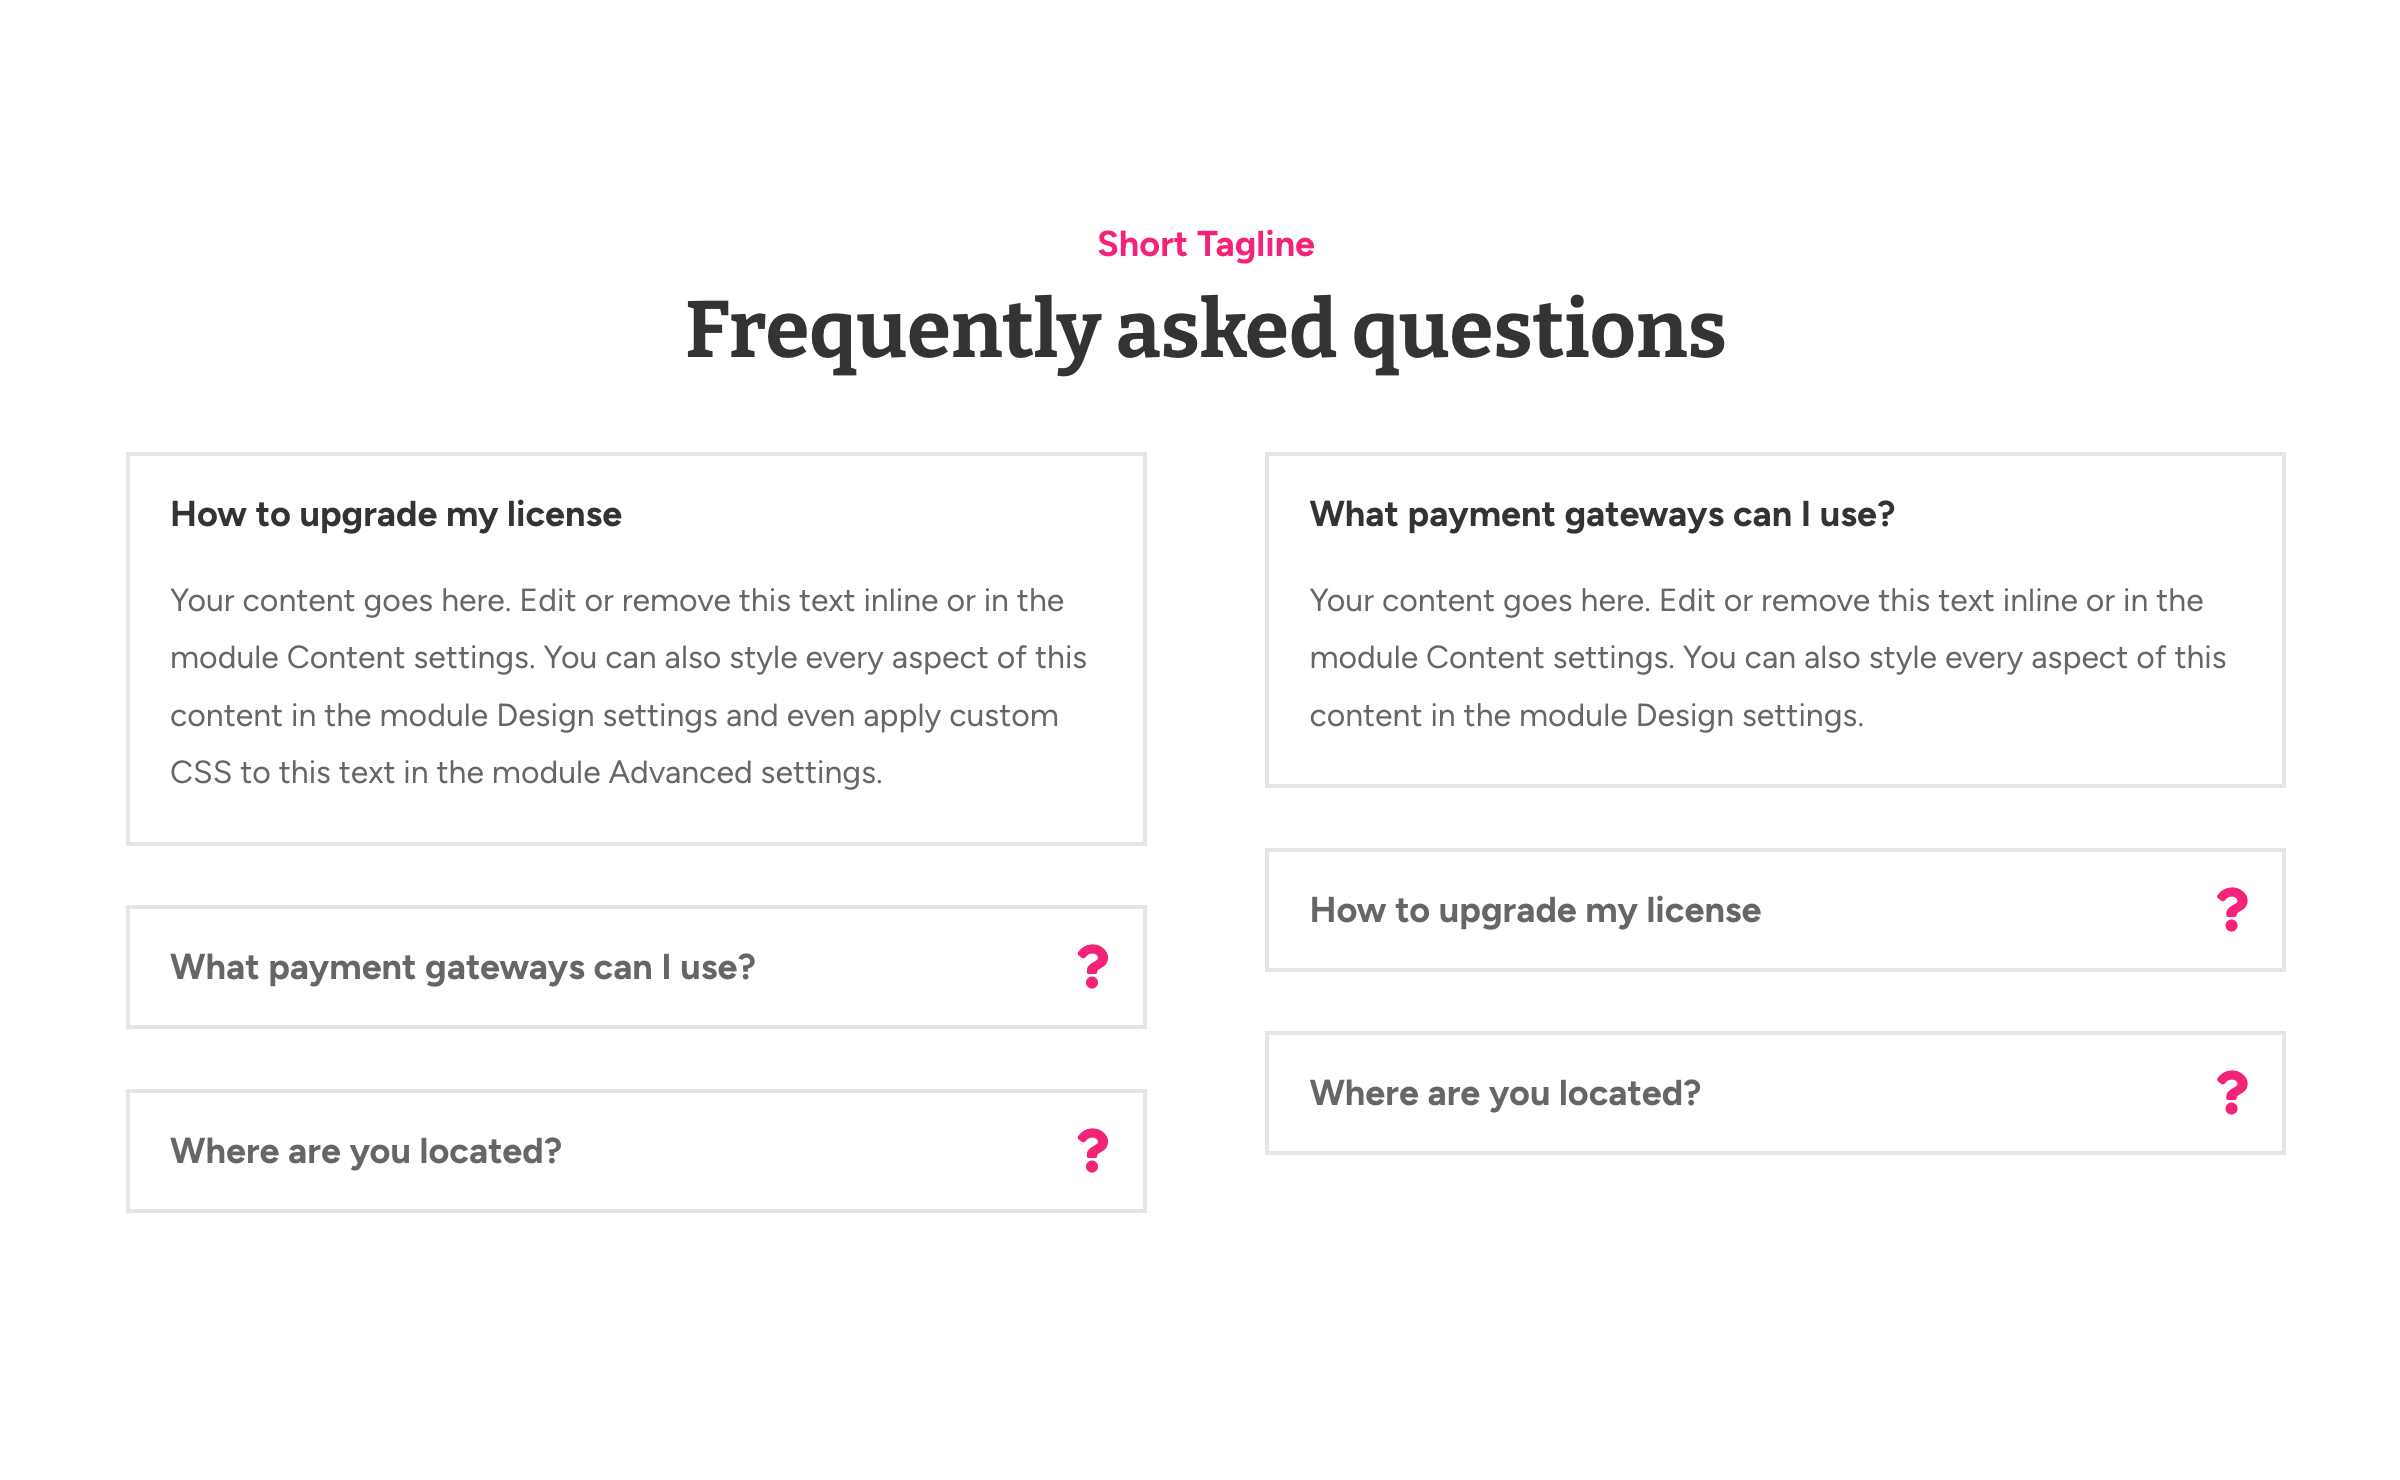 Short Tagline
Frequently asked questions
How to upgrade my license
Your content goes here. Edit or remove this text inline or in the
module Content settings. You can also style every aspect of this
content in the module Design settings and even apply custom
CSS to this text in the module Advanced settings.
What payment gateways can I use?
?
Where are you located?
?
What payment gateways can I use?
Your content goes here. Edit or remove this text inline or in the
module Content settings. You can also style every aspect of this
content in the module Design settings.
How to upgrade my license
?
Where are you located?
?